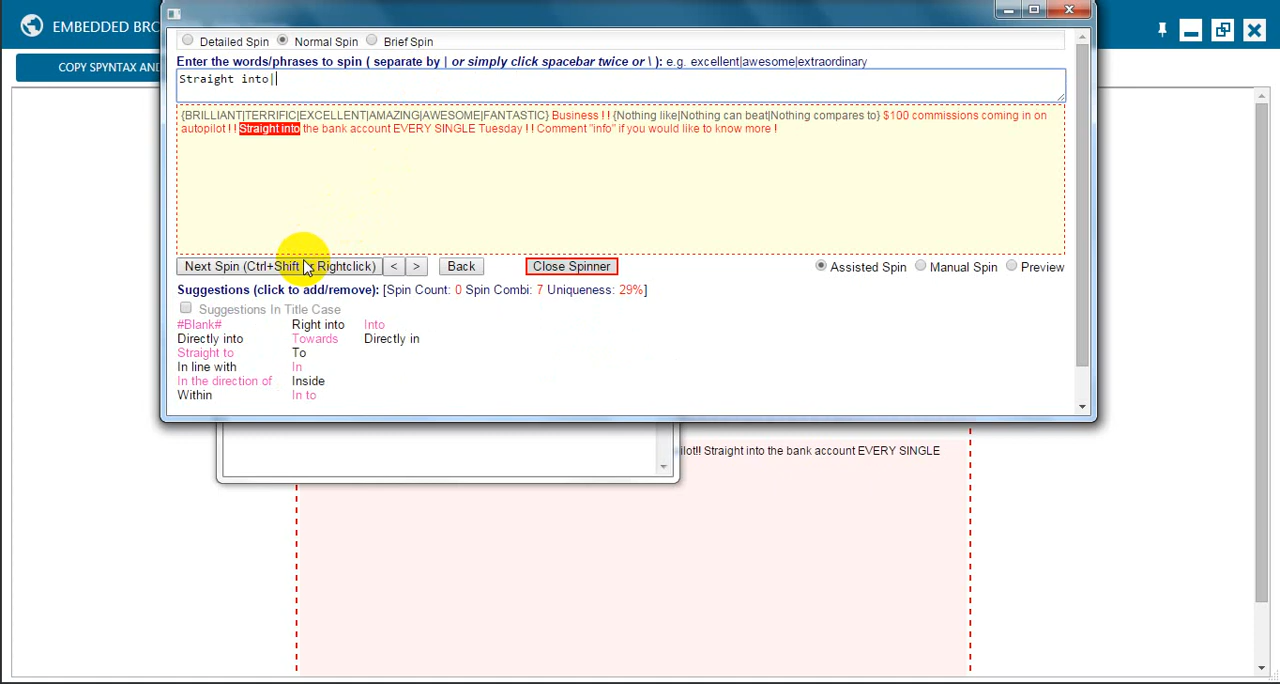 EMBEDDED BRO
COPY SPYNTAX AND
Detailed Spin Normal Spin Brief Spin
Enter the words/phrases to spin ( separate by | or simply click spacebar twice or \ ): e.g. excellent|awesome|extraordinary
Straight into|
{BRILLIANT|TERRIFIC|EXCELLENT|AMAZING|AWESOME|FANTASTIC} Business ! ! {Nothing like|Nothing can beat|Nothing compares to} $100 commissions coming in on
autopilot ! ! Straight into the bank account EVERY SINGLE Tuesday ! ! Comment "info" if you would like to know more !
Next Spin (Ctrl+Shift Rightclick) < > Back Close Spinner Assisted Spin Manual Spin Preview
Suggestions (click to add/remove): [Spin Count: 0 Spin Combi: 7 Uniqueness: 29%]
Suggestions In Title Case
#Blank# Right into Into
Directly into Towards Directly in
Straight to To
In line with In
In the direction of Inside
Within In to
ilot!! Straight into the bank account EVERY SINGLE